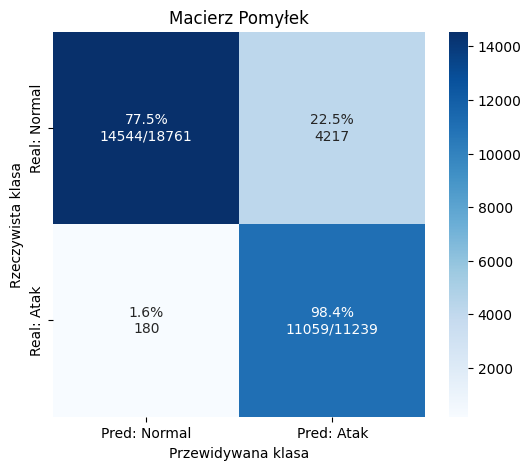 Macierz Pomyłek
Rzeczywista klasa
Real: Normal
77.5%
14544/18761
22.5%
4217
Real: Atak
1.6%
180
98.4%
11059/11239
Pred: Normal
Pred: Atak
Przewidywana klasa
14000
12000
10000
8000
6000
4000
2000